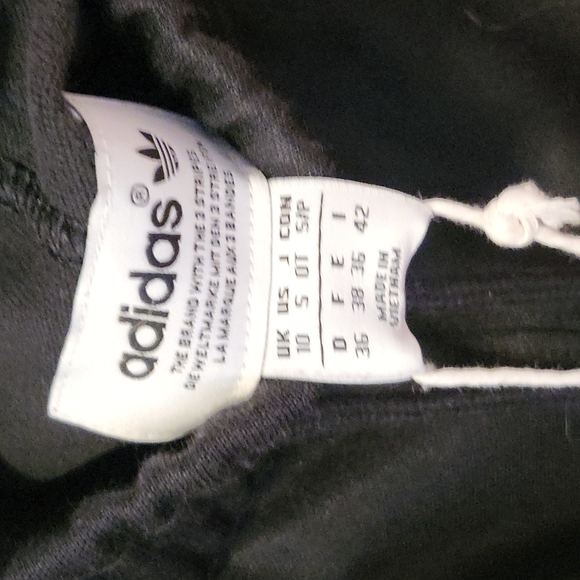 adidas®
THE BRAND WITH THE 3 STRIPES
DIE WELTMARKE MIT DEN 3 STREIFEN
LA MARQUE AUX 3 BANDES
UK US J CDN
10 S OT S/P
D F E I
36 38 36 42
MADE IN
VIETNAM